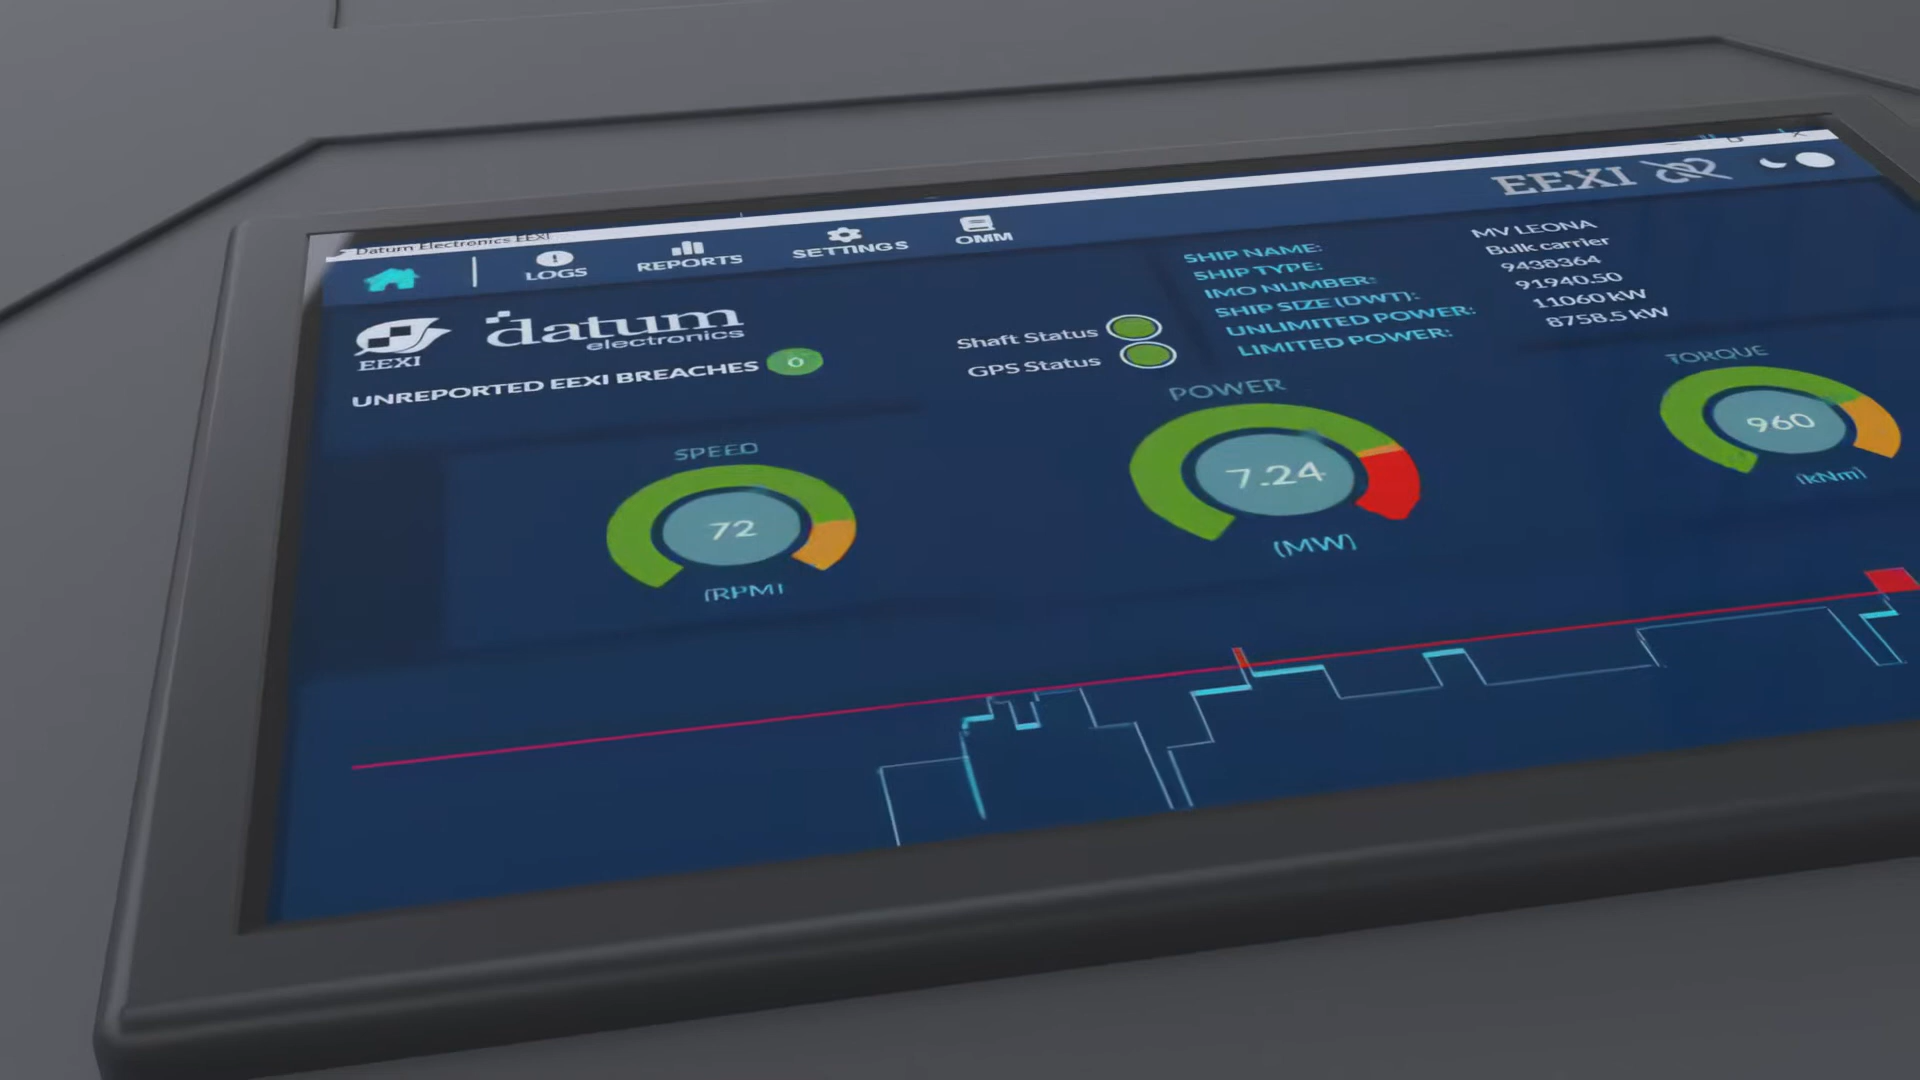 Datum Electronics EEXI
LOGS
REPORTS
SETTINGS
OMM
EEXI
EEXI
datum
electronics
UNREPORTED EEXI BREACHES 0
Shaft Status
GPS Status
SHIP NAME: MV LEONA
SHIP TYPE: Bulk carrier
IMO NUMBER: 9438364
SHIP SIZE (DWT): 91940.50
UNLIMITED POWER: 11060 kW
LIMITED POWER: 8758.5 kW
SPEED
72
(RPM)
POWER
7.24
(MW)
TORQUE
960
(kNm)